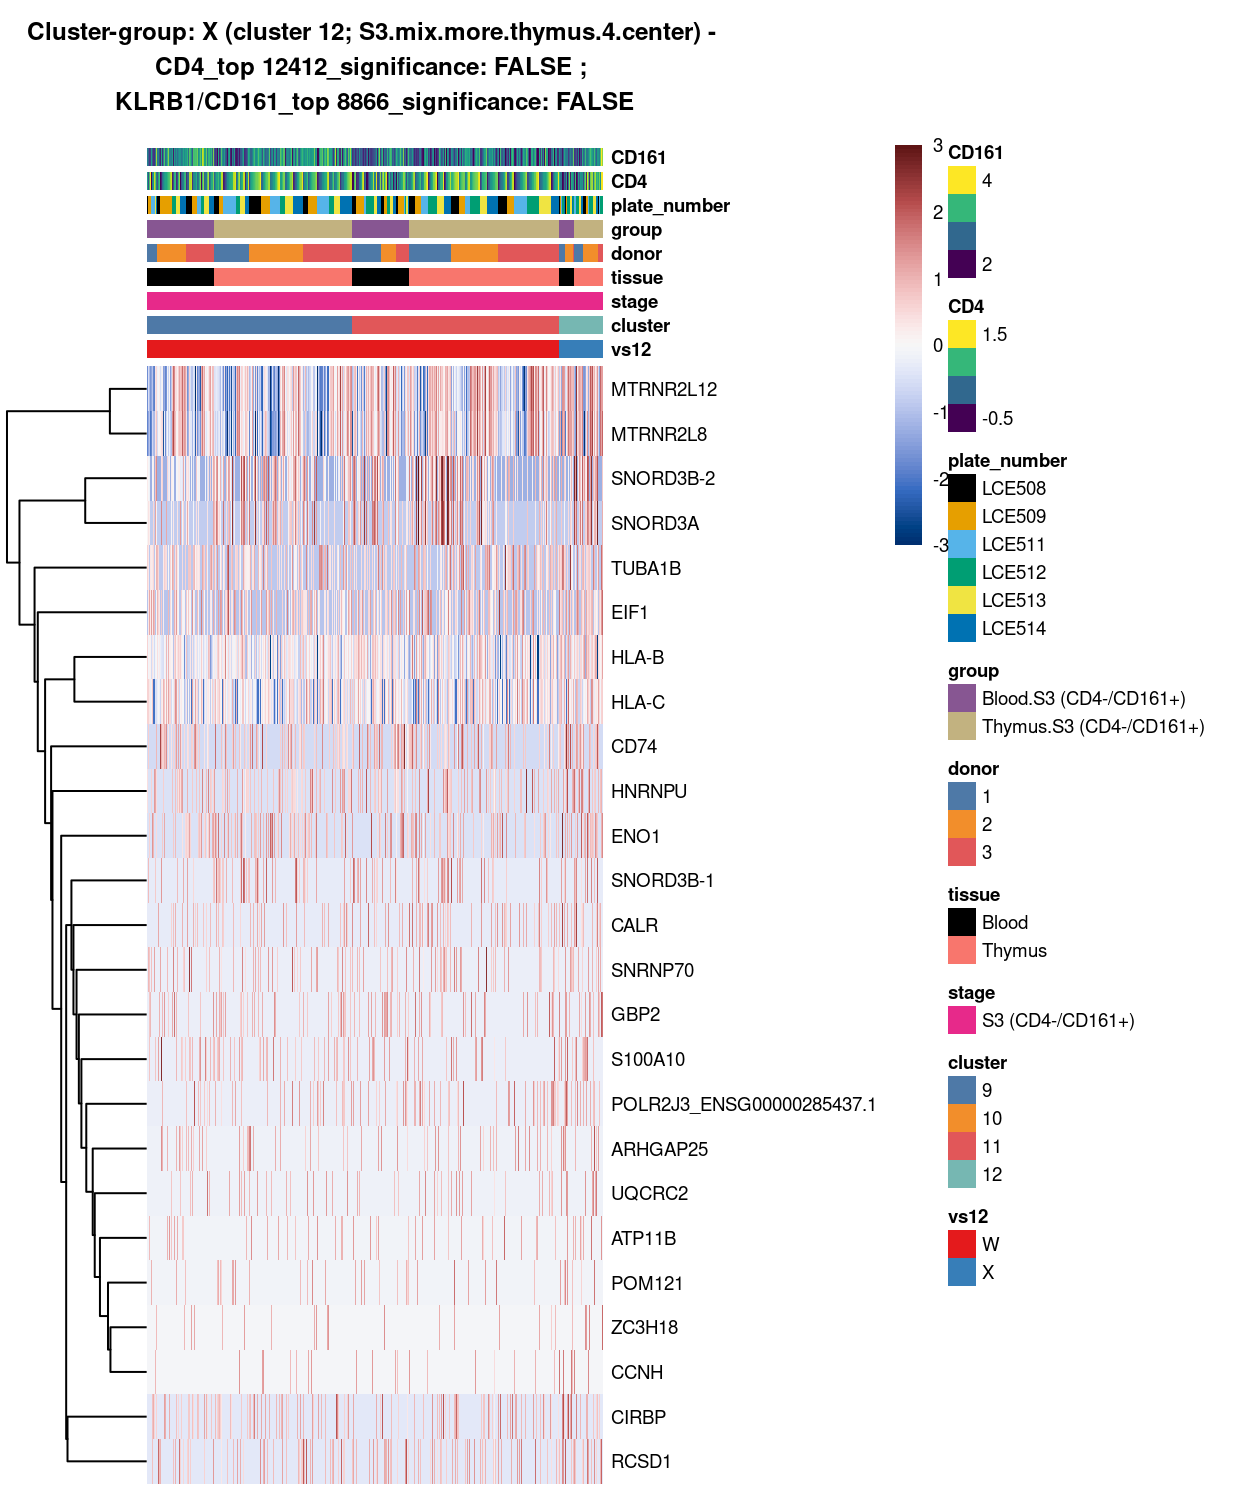 Cluster-group: X (cluster 12; S3.mix.more.thymus.4.center) -
CD4_top 12412_significance: FALSE ;
KLRB1/CD161_top 8866_significance: FALSE
CD161
CD4
plate_number
group
donor
tissue
stage
cluster
vs12
MTRNR2L12
MTRNR2L8
SNORD3B-2
SNORD3A
TUBA1B
EIF1
HLA-B
HLA-C
CD74
HNRNPU
ENO1
SNORD3B-1
CALR
SNRNP70
GBP2
S100A10
POLR2J3_ENSG00000285437.1
ARHGAP25
UQCRC2
ATP11B
POM121
ZC3H18
CCNH
CIRBP
RCSD1
3
2
1
0
-1
-2
-3
CD161
4
2
CD4
1.5
-0.5
plate_number
LCE508
LCE509
LCE511
LCE512
LCE513
LCE514
group
Blood.S3 (CD4-/CD161+)
Thymus.S3 (CD4-/CD161+)
donor
1
2
3
tissue
Blood
Thymus
stage
S3 (CD4-/CD161+)
cluster
9
10
11
12
vs12
W
X